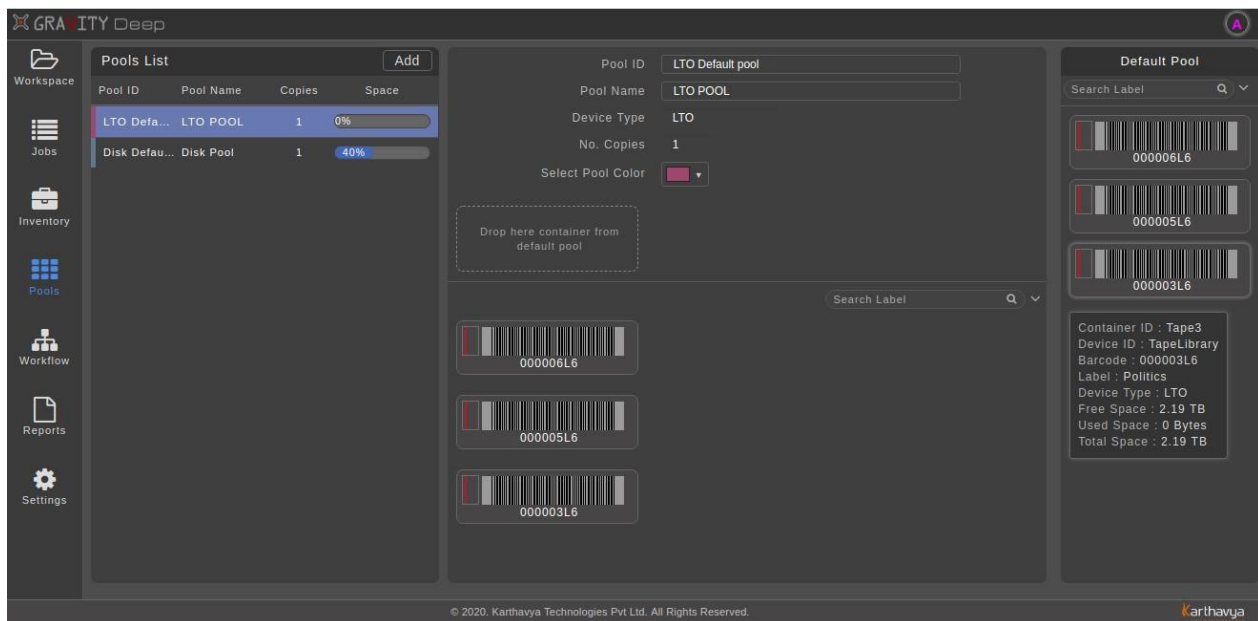 GRAVITY Deep
A
Workspace
Jobs
Inventory
Pools
Workflow
Reports
Settings
Pools List
Add
Pool ID Pool Name Copies Space
LTO Defa... LTO POOL 1 0%
Disk Defau... Disk Pool 1 40%
Pool ID LTO Default pool
Pool Name LTO POOL
Device Type LTO
No. Copies 1
Select Pool Color
Drop here container from
default pool
Search Label
000006L6
000005L6
000003L6
Default Pool
Search Label
000006L6
000005L6
000003L6
Container ID : Tape3
Device ID : TapeLibrary
Barcode : 000003L6
Label : Politics
Device Type : LTO
Free Space : 2.19 TB
Used Space : 0 Bytes
Total Space : 2.19 TB
© 2020. Karthavya Technologies Pvt Ltd. All Rights Reserved.
Karthavya